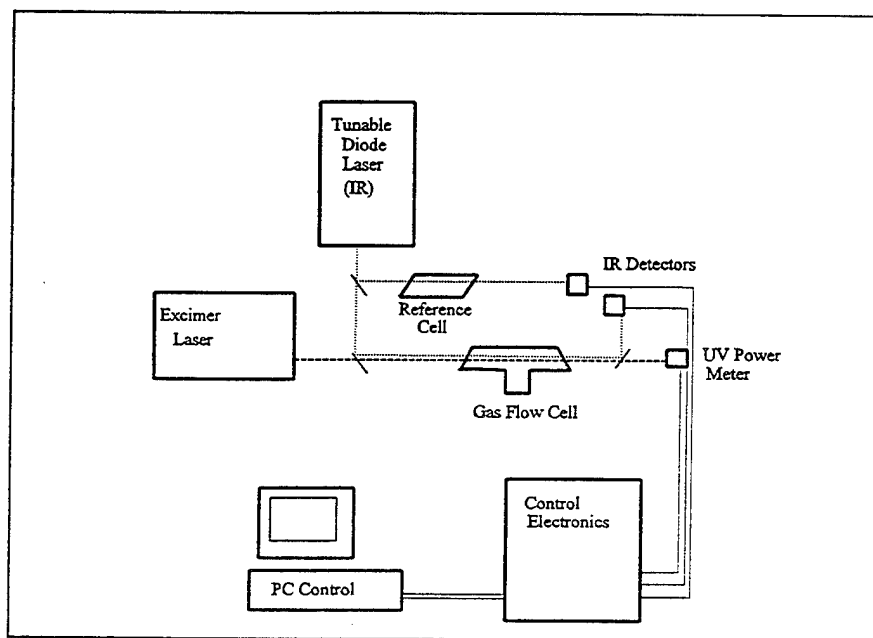 Tunable
Diode
Laser
(IR)
IR Detectors
Reference
Cell
Excimer
Laser
UV Power
Meter
Gas Flow Cell
Control
Electronics
PC Control